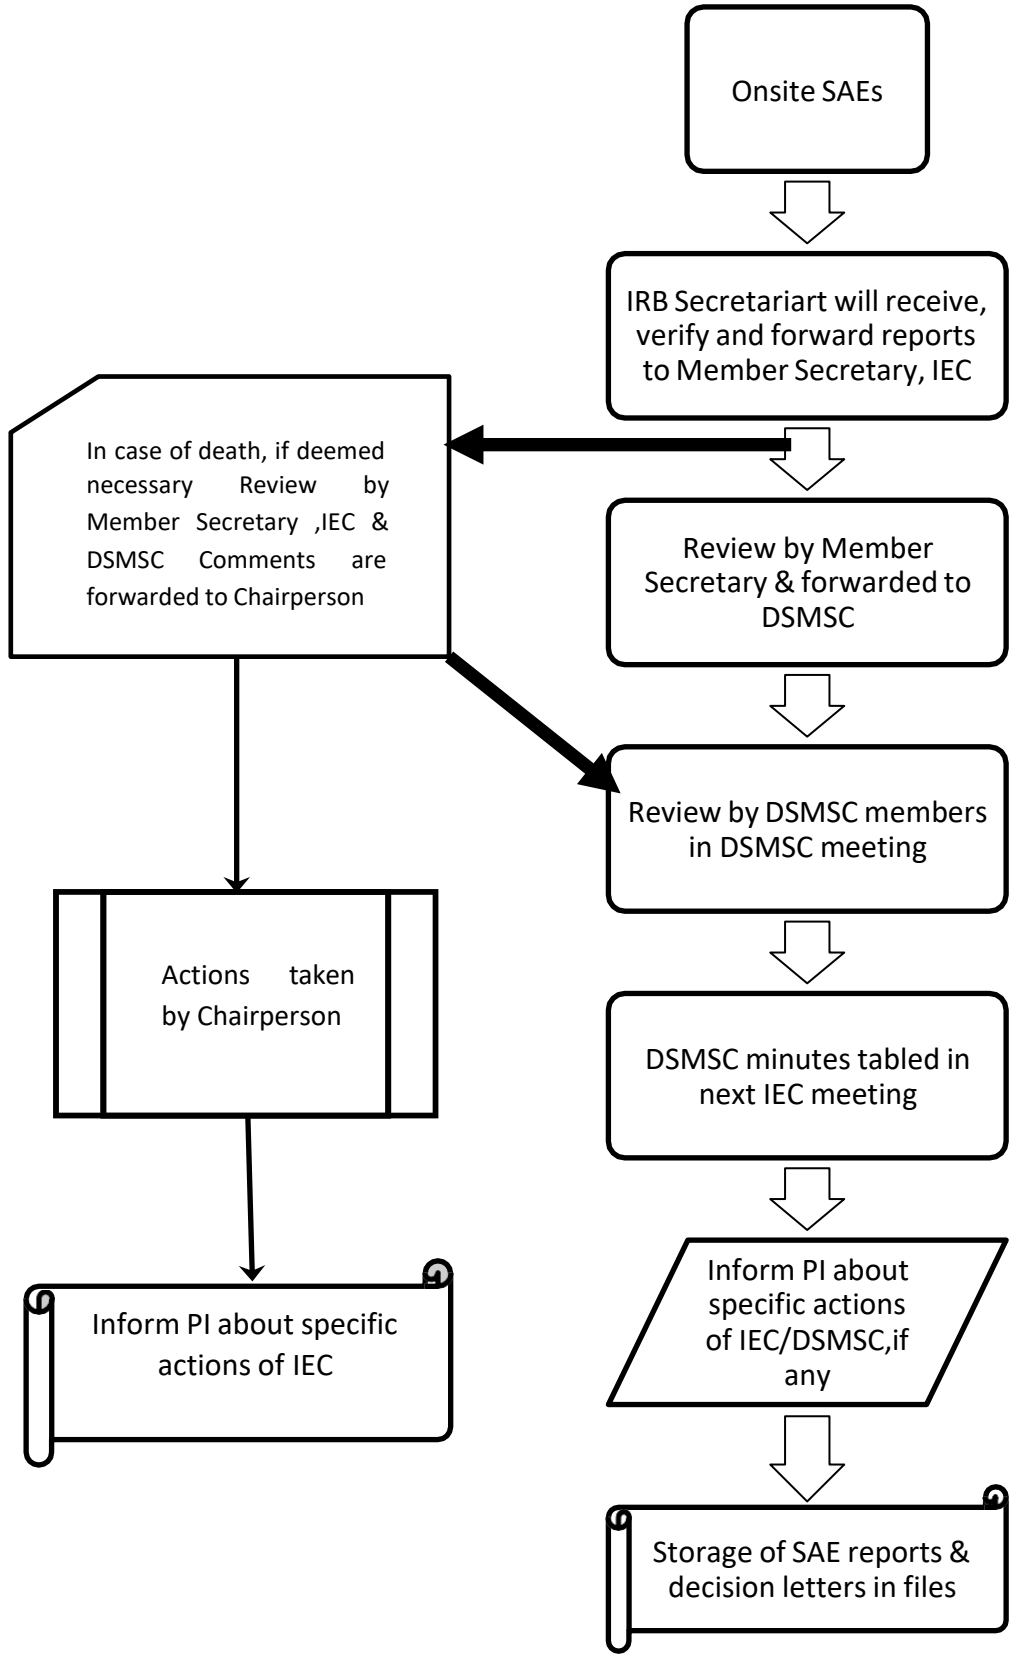 Onsite SAEs
IRB Secretariart will receive,
verify and forward reports
to Member Secretary, IEC
In case of death, if deemed
necessary Review by
Member Secretary ,IEC &
DSMSC Comments are
forwarded to Chairperson
Review by Member
Secretary & forwarded to
DSMSC
Review by DSMSC members
in DSMSC meeting
Actions taken
by Chairperson
DSMSC minutes tabled in
next IEC meeting
Inform PI about specific
actions of IEC
Inform PI about
specific actions
of IEC/DSMSC,if
any
Storage of SAE reports &
decision letters in files